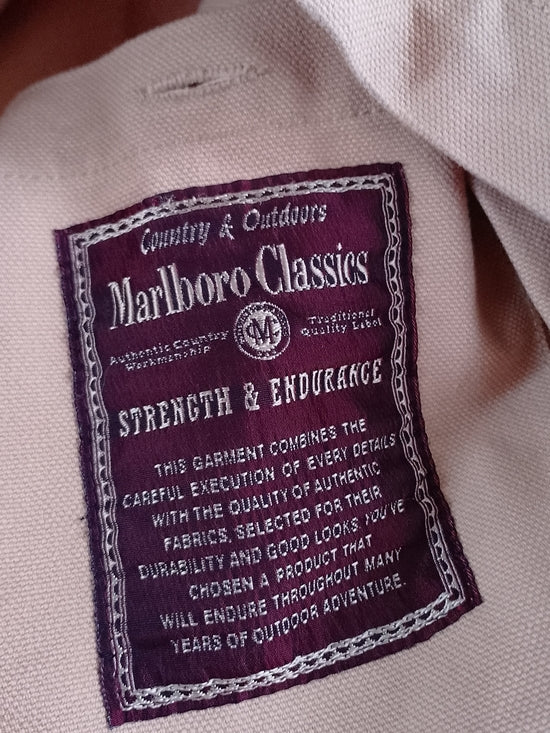 Country & Outdoors
Marlboro Classics
Authentic Country Workmanship
MC
Traditional Quality Label
STRENGTH & ENDURANCE
THIS GARMENT COMBINES THE
CAREFUL EXECUTION OF EVERY DETAILS
WITH THE QUALITY OF AUTHENTIC
FABRICS, SELECTED FOR THEIR
DURABILITY AND GOOD LOOKS, YOU'VE
CHOSEN A PRODUCT THAT
WILL ENDURE THROUGHOUT MANY
YEARS OF OUTDOOR ADVENTURE.